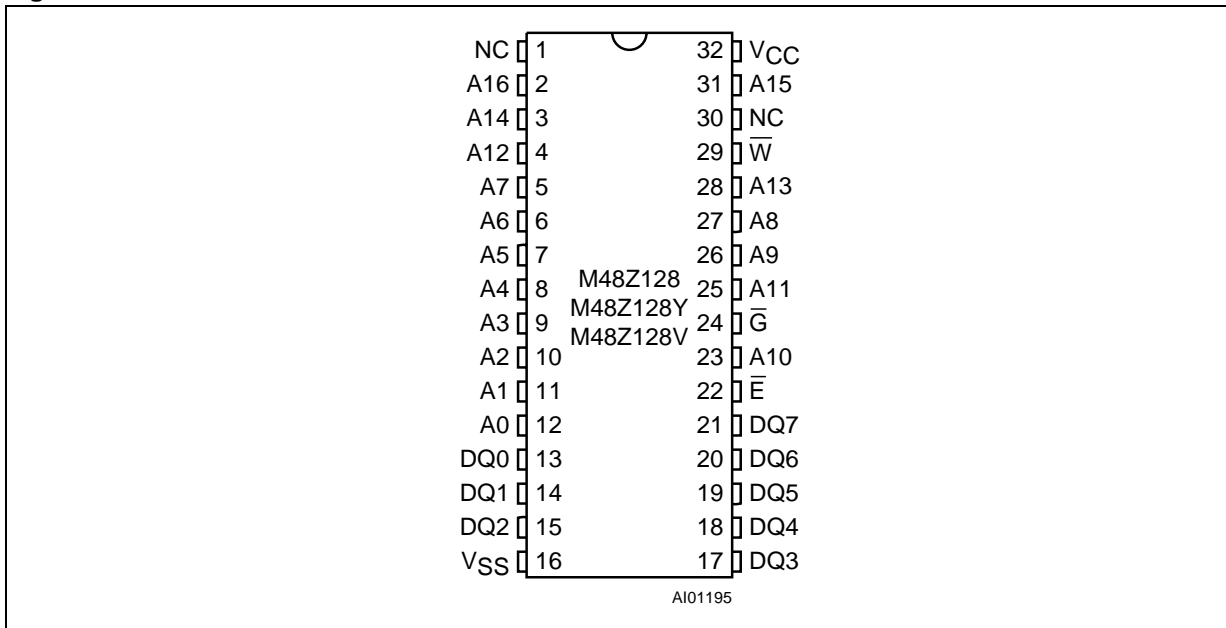 NC 1 32 VCC
A16 2 31 A15
A14 3 30 NC
A12 4 29 W̅
A7 5 28 A13
A6 6 27 A8
A5 7 26 A9
A4 8 M48Z128 25 A11
M48Z128Y
A3 9 24 G̅
M48Z128V
A2 10 23 A10
A1 11 22 E̅
A0 12 21 DQ7
DQ0 13 20 DQ6
DQ1 14 19 DQ5
DQ2 15 18 DQ4
VSS 16 17 DQ3
AI01195